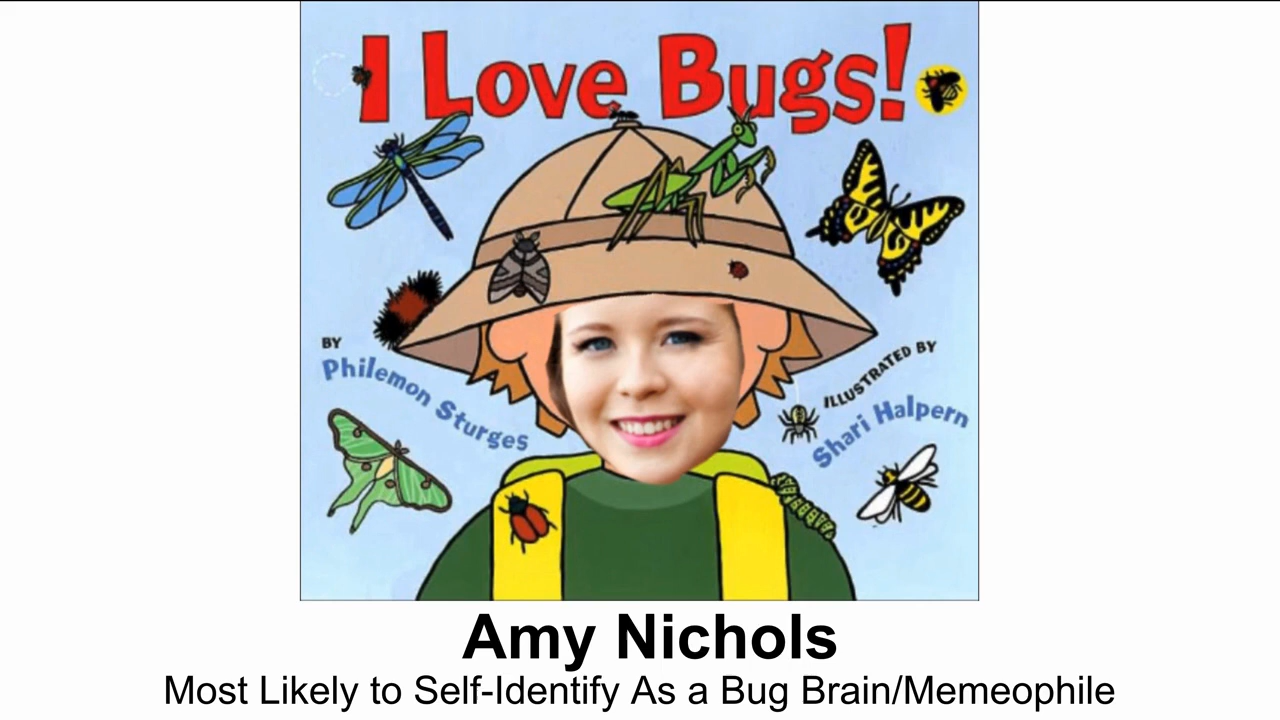 I Love Bugs!
BY
Philemon Sturges
ILLUSTRATED BY
Shari Halpern
Amy Nichols
Most Likely to Self-Identify As a Bug Brain/Memeophile